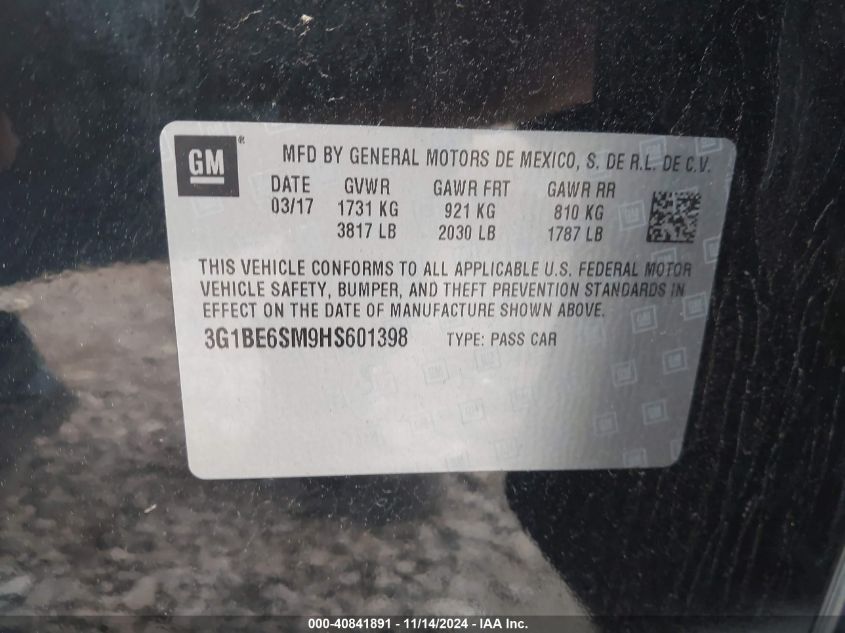 GM®
MFD BY GENERAL MOTORS DE MEXICO, S. DE R.L. DE C.V.
DATE GVWR GAWR FRT GAWR RR
03/17 1731 KG 921 KG 810 KG
3817 LB 2030 LB 1787 LB
THIS VEHICLE CONFORMS TO ALL APPLICABLE U.S. FEDERAL MOTOR
VEHICLE SAFETY, BUMPER, AND THEFT PREVENTION STANDARDS IN
EFFECT ON THE DATE OF MANUFACTURE SHOWN ABOVE.
3G1BE6SM9HS601398 TYPE: PASS CAR
000-40841891 - 11/14/2024 - IAA Inc.